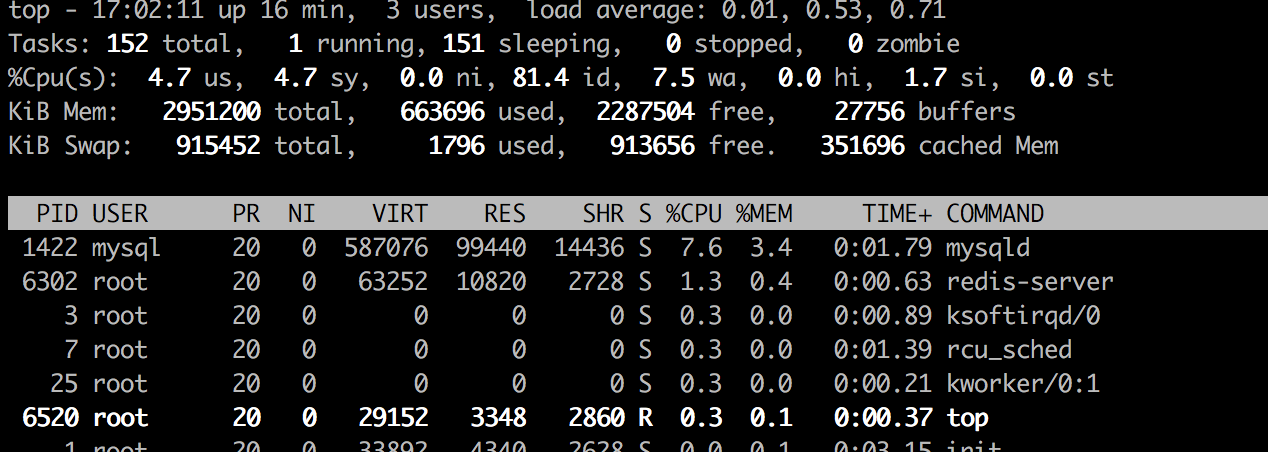 top - 17:02:11 up 16 min,  3 users,  load average: 0.01, 0.53, 0.71
Tasks: 152 total,   1 running, 151 sleeping,   0 stopped,   0 zombie
%Cpu(s):  4.7 us,  4.7 sy,  0.0 ni, 81.4 id,  7.5 wa,  0.0 hi,  1.7 si,  0.0 st
KiB Mem:   2951200 total,   663696 used,  2287504 free,    27756 buffers
KiB Swap:   915452 total,     1796 used,   913656 free.   351696 cached Mem
PID USER      PR  NI    VIRT    RES    SHR S %CPU %MEM     TIME+ COMMAND
1422 mysql     20   0  587076  99440  14436 S  7.6  3.4   0:01.79 mysqld
6302 root      20   0   63252  10820   2728 S  1.3  0.4   0:00.63 redis-server
3 root      20   0       0      0      0 S  0.3  0.0   0:00.89 ksoftirqd/0
7 root      20   0       0      0      0 S  0.3  0.0   0:01.39 rcu_sched
25 root      20   0       0      0      0 S  0.3  0.0   0:00.21 kworker/0:1
6520 root      20   0   29152   3348   2860 R  0.3  0.1   0:00.37 top
1 root      20   0   33892   4340   2628 S  0.0  0.1   0:03.15 init